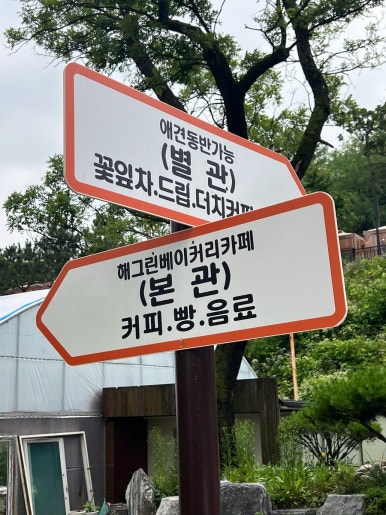 애견동반가능
(별 관)
꽃잎차.드립.더치커피
해그린베이커리카페
(본 관)
커피.빵.음료